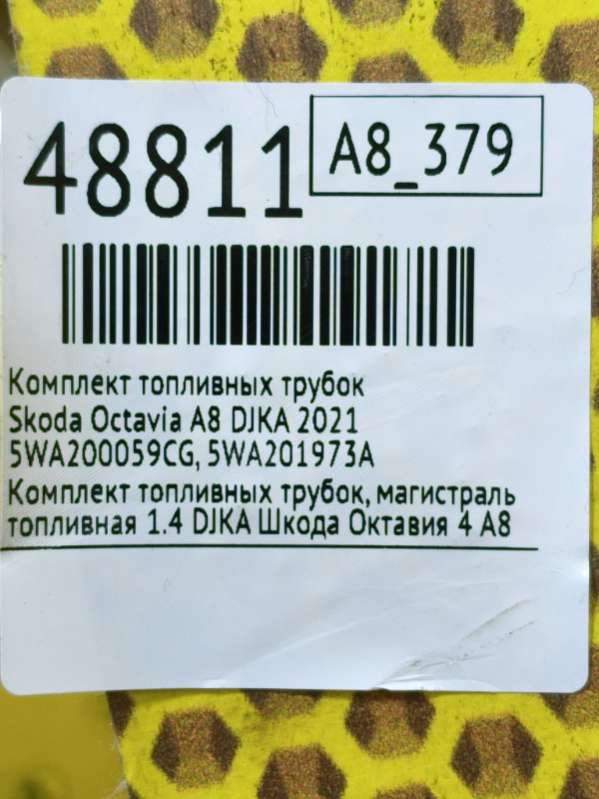 48811
A8_379
Комплект топливных трубок
Skoda Octavia A8 DJKA 2021
5WA200059CG, 5WA201973A
Комплект топливных трубок, магистраль
топливная 1.4 DJKA Шкода Октавия 4 А8